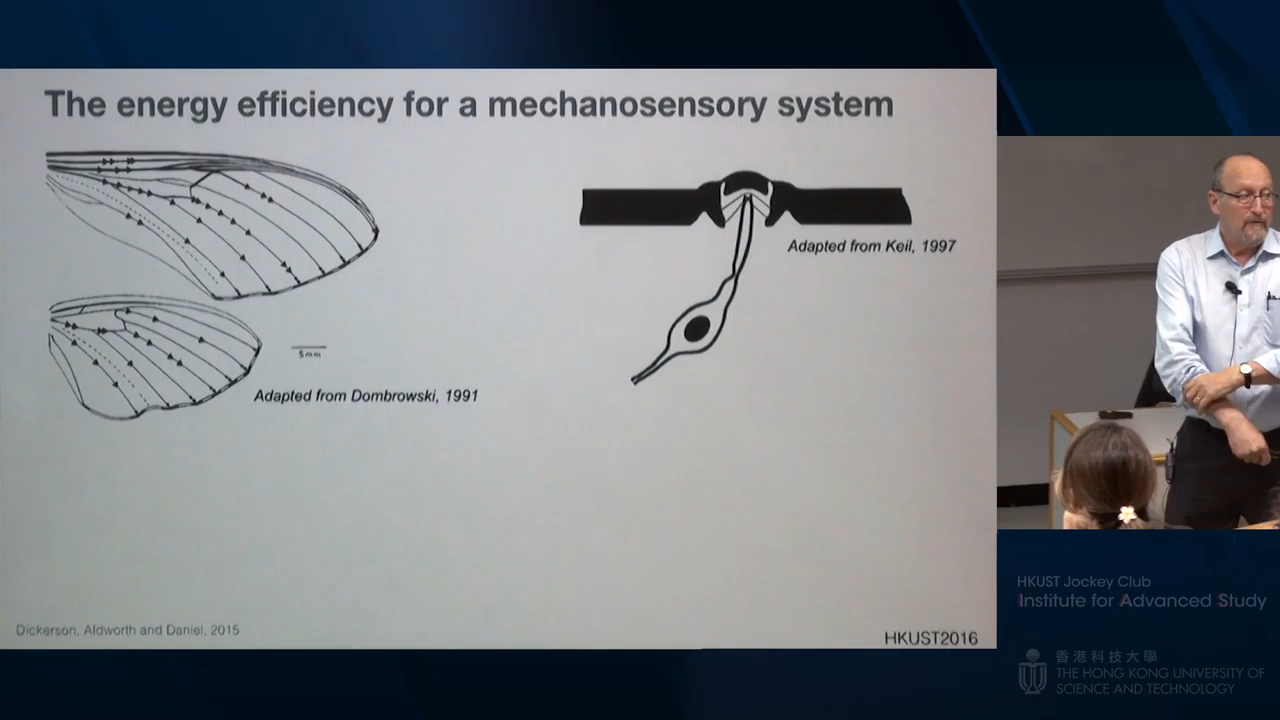 The energy efficiency for a mechanosensory system
Adapted from Keil, 1997
5mm
Adapted from Dombrowski, 1991
Dickerson, Aldworth and Daniel, 2015
HKUST2016
HKUST Jockey Club
Institute for Advanced Study
香港科技大學
THE HONG KONG UNIVERSITY OF
SCIENCE AND TECHNOLOGY